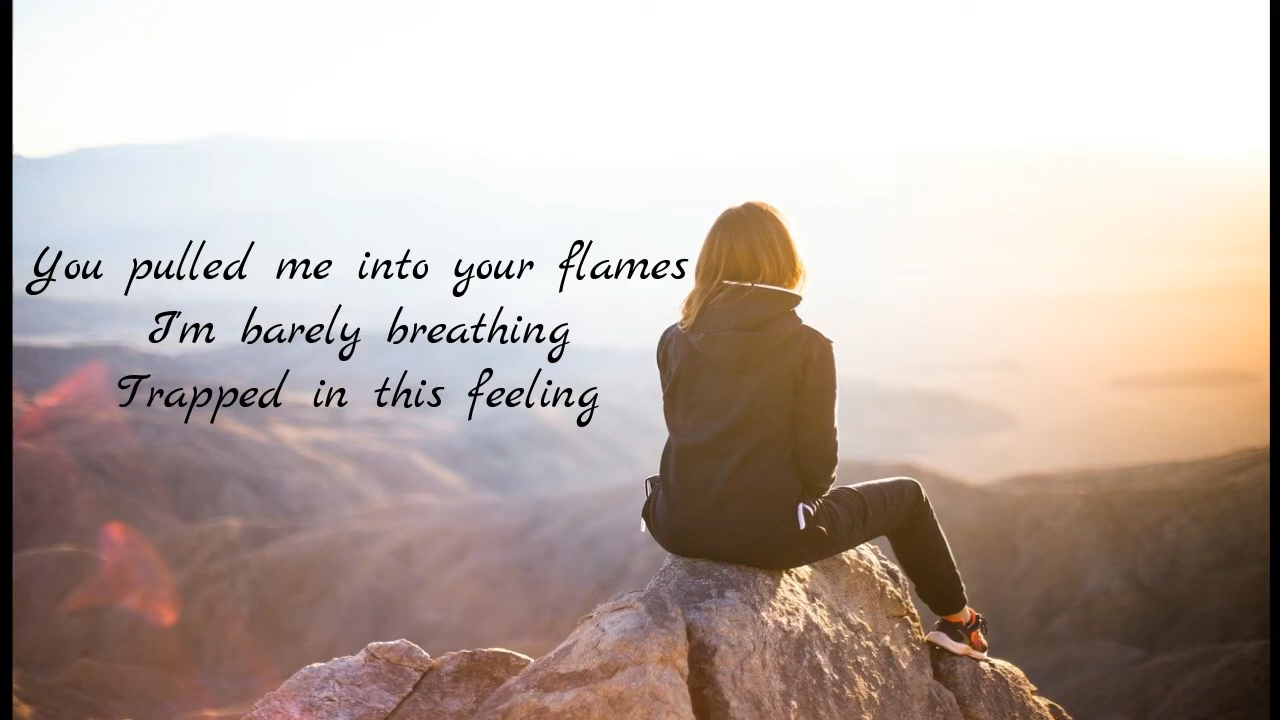 You pulled me into your flames
I'm barely breathing
Trapped in this feeling